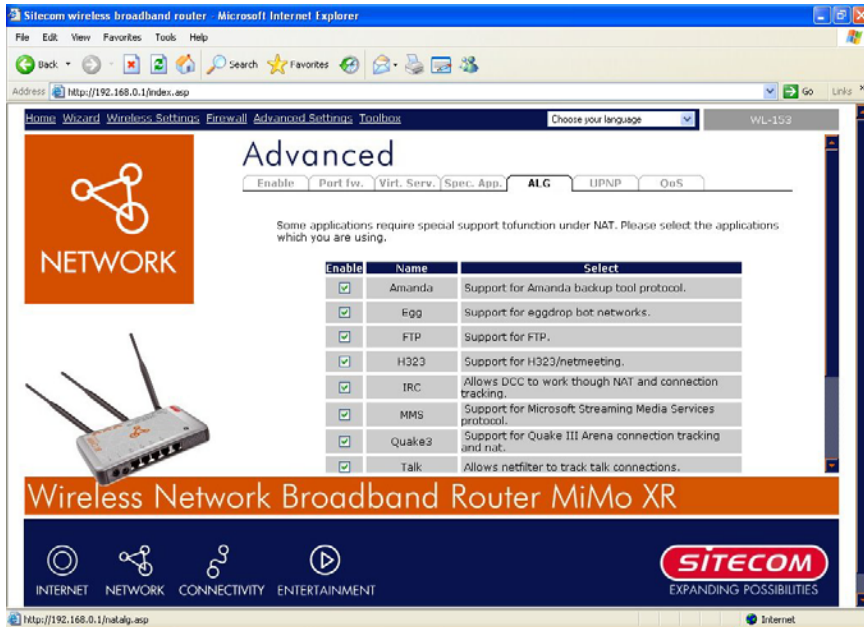 Sitecom wireless broadband router - Microsoft Internet Explorer
File Edit View Favorites Tools Help
Back Search Favorites
Address http://192.168.0.1/index.asp Go Links
Home Wizard Wireless Settings Firewall Advanced Settings Toolbox Choose your language WL-153
Advanced
Enable Port fw. Virt. Serv. Spec. App. ALG UPNP QoS
Some applications require special support tofunction under NAT. Please select the applications
which you are using.
NETWORK
Enable Name Select
Amanda Support for Amanda backup tool protocol.
Egg Support for eggdrop bot networks.
FTP Support for FTP.
H323 Support for H323/netmeeting.
IRC Allows DCC to work though NAT and connection
tracking.
MMS Support for Microsoft Streaming Media Services
protocol.
Quake3 Support for Quake III Arena connection tracking
and nat.
Talk Allows netfilter to track talk connections.
Wireless Network Broadband Router MiMo XR
INTERNET NETWORK CONNECTIVITY ENTERTAINMENT
SITECOM
EXPANDING POSSIBILITIES
http://192.168.0.1/natalg.asp Internet